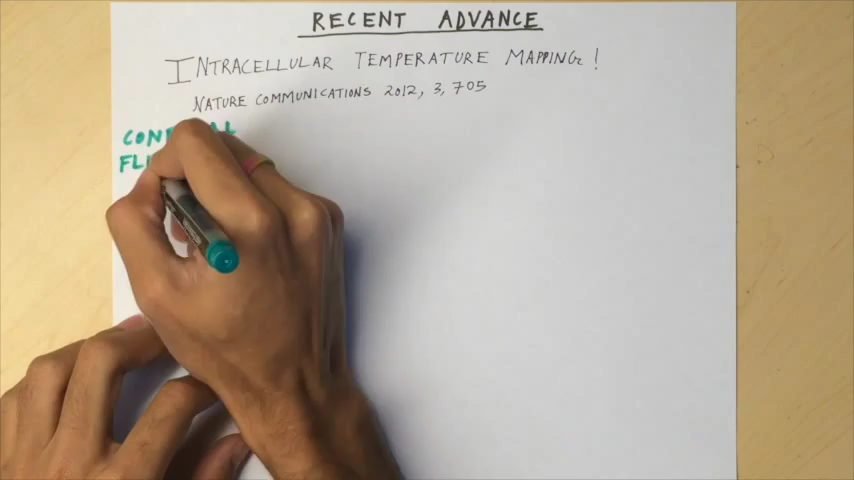 RECENT ADVANCE
INTRACELLULAR TEMPERATURE MAPPING!
NATURE COMMUNICATIONS 2012, 3, 705